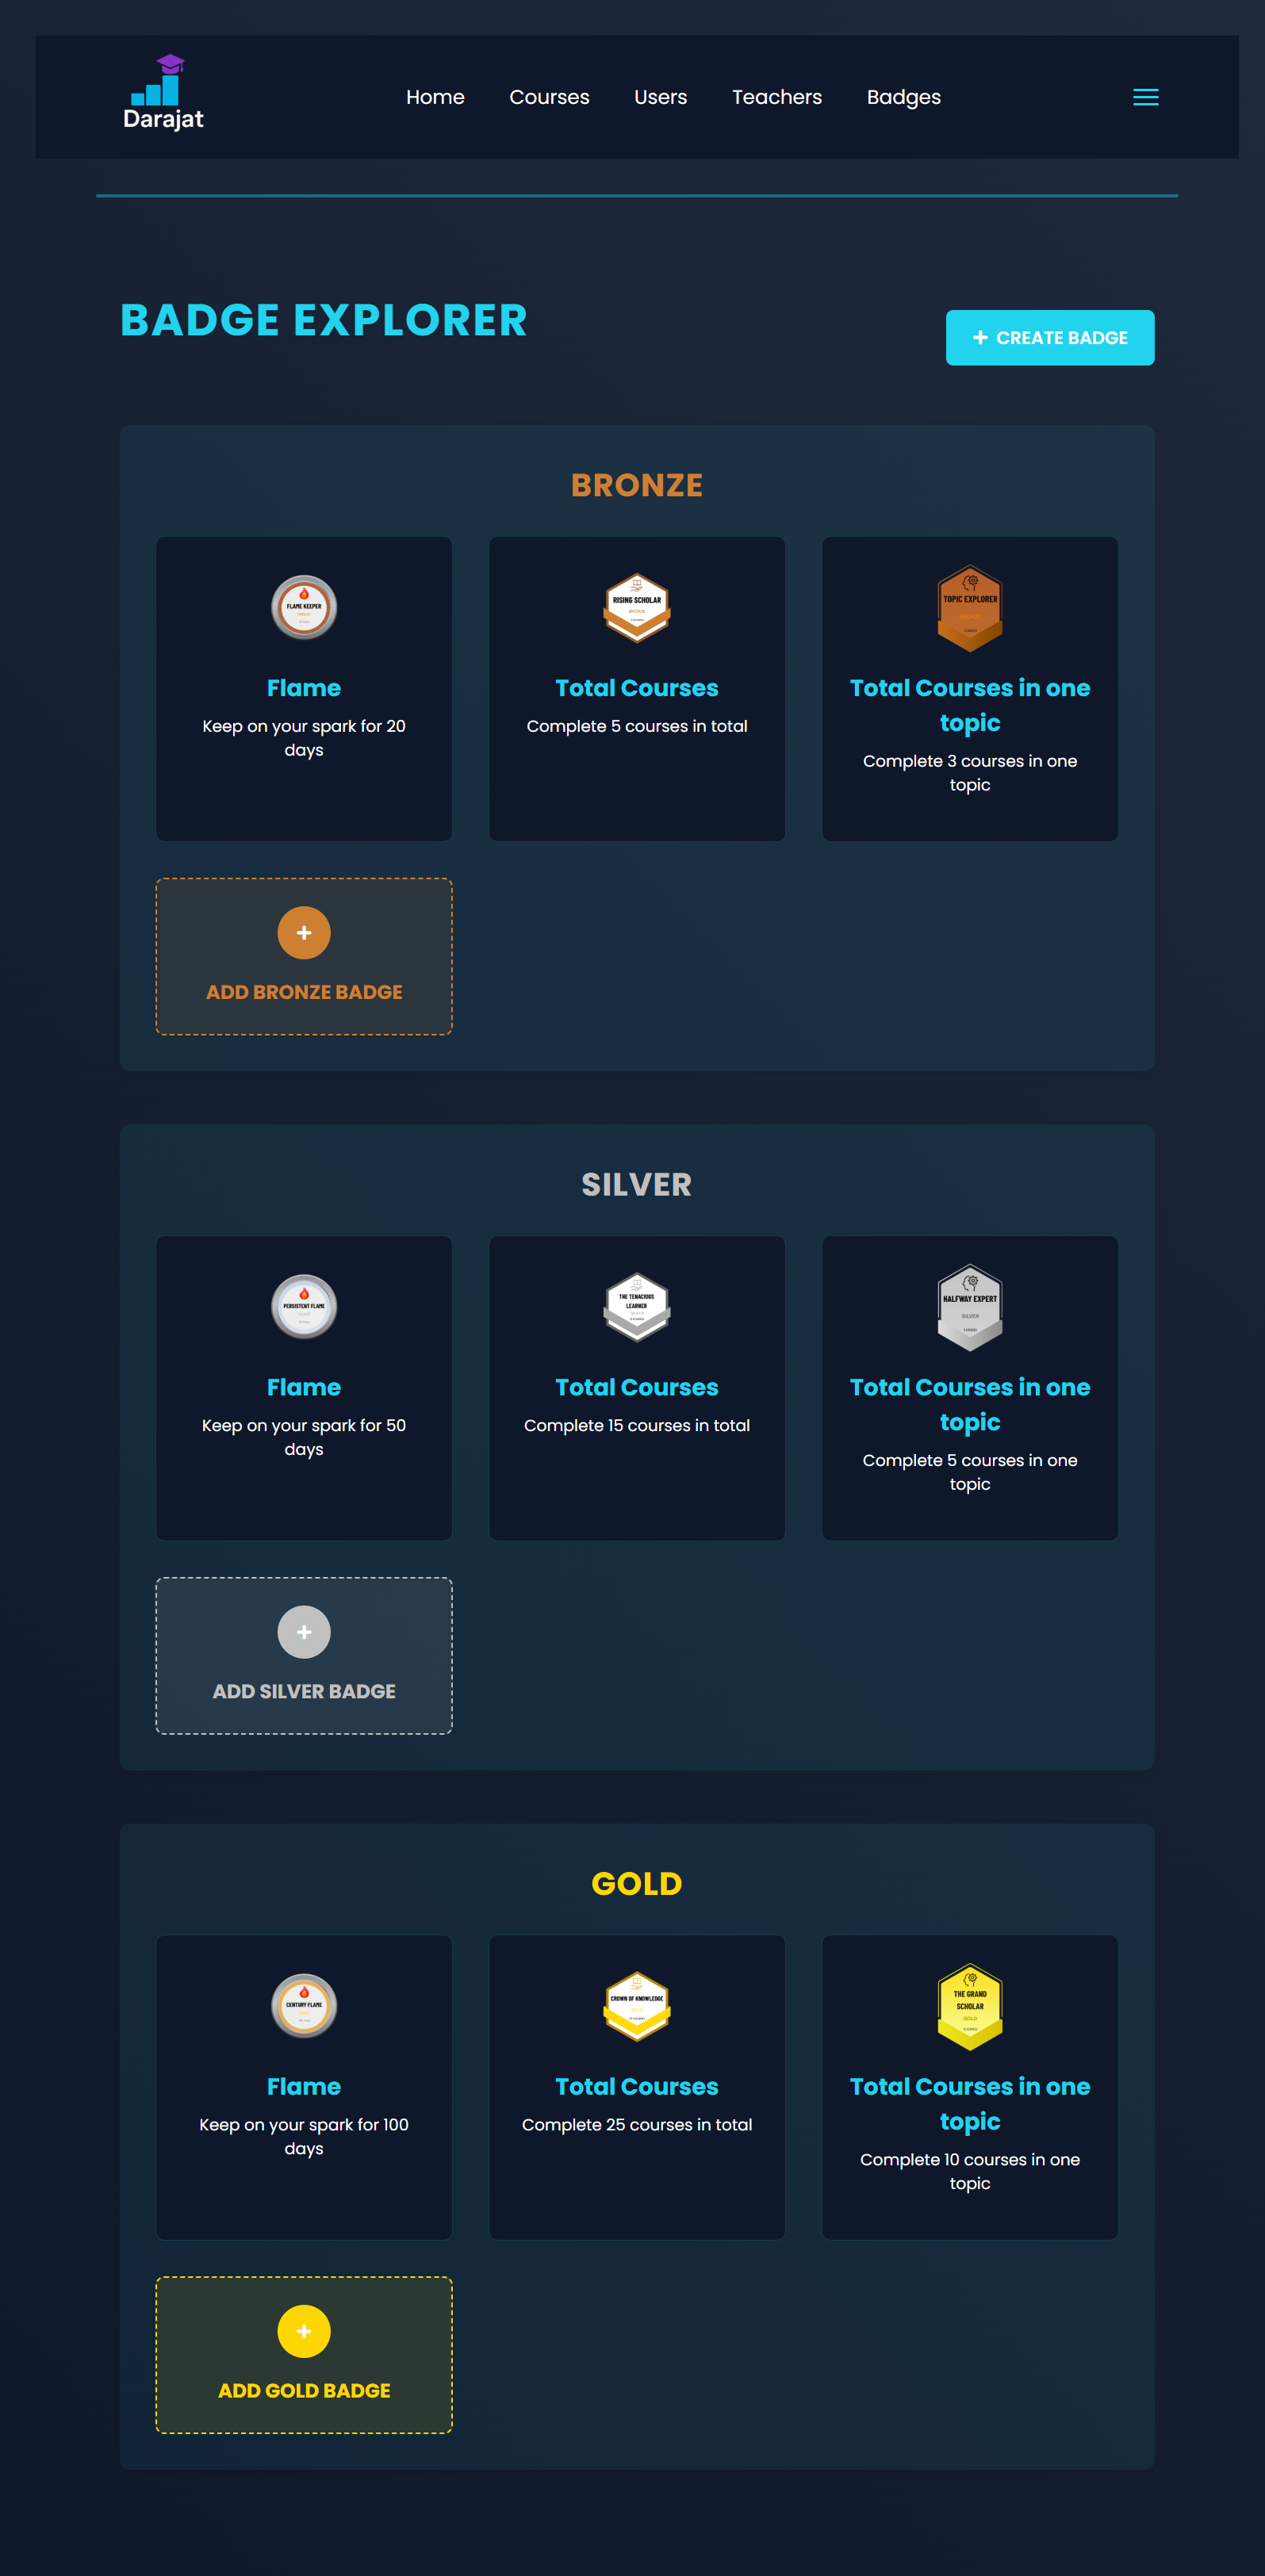 Darajat
Home
Courses
Users
Teachers
Badges
BADGE EXPLORER
CREATE BADGE
BRONZE
FLAME KEEPER
Flame
Keep on your spark for 20
days
RISING SCHOLAR
BRONZE
Total Courses
Complete 5 courses in total
TOPIC EXPLORER
BRONZE
Total Courses in one
topic
Complete 3 courses in one
topic
ADD BRONZE BADGE
SILVER
PERSISTENT FLAME
Flame
Keep on your spark for 50
days
THE TENACIOUS
LEARNER
SILVER
Total Courses
Complete 15 courses in total
HALFWAY EXPERT
SILVER
Total Courses in one
topic
Complete 5 courses in one
topic
ADD SILVER BADGE
GOLD
CENTURY FLAME
Flame
Keep on your spark for 100
days
CROWN OF KNOWLEDGE
Total Courses
Complete 25 courses in total
THE GRAND
SCHOLAR
GOLD
Total Courses in one
topic
Complete 10 courses in one
topic
ADD GOLD BADGE